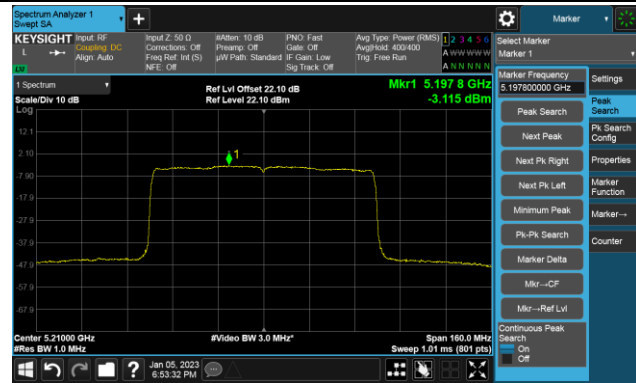 Spectrum Analyzer 1
Swept SA
Marker
KEYSIGHT Input: RF
Coupling: DC
Align: Auto
Input Z: 50 Ω
Corrections: Off
Freq Ref: Int (S)
NFE: Off
#Atten: 10 dB
Preamp: Off
µW Path: Standard
PNO: Fast
Gate: Off
IF Gain: Low
Sig Track: Off
Avg Type: Power (RMS)
Avg|Hold: 400/400
Trig: Free Run
1 2 3 4 5 6
A W W W W W
A N N N N N
L
Select Marker
Marker 1
1 Spectrum
Scale/Div 10 dB
Log
Ref Lvl Offset 22.10 dB
Ref Level 22.10 dBm
Mkr1 5.197 8 GHz
-3.115 dBm
12.1
2.10
-7.90
-17.9
-27.9
-37.9
-47.9
-57.9
-67.9
1
Center 5.21000 GHz
#Res BW 1.0 MHz
#Video BW 3.0 MHz*
Span 160.0 MHz
Sweep 1.01 ms (801 pts)
Marker Frequency
5.197800000 GHz
Peak Search
Next Peak
Next Pk Right
Next Pk Left
Minimum Peak
Pk-Pk Search
Marker Delta
Mkr→CF
Mkr→Ref Lvl
Continuous Peak
Search
On
Off
Settings
Peak
Search
Pk Search
Config
Properties
Marker
Function
Marker→
Counter
Jan 05, 2023
6:53:32 PM